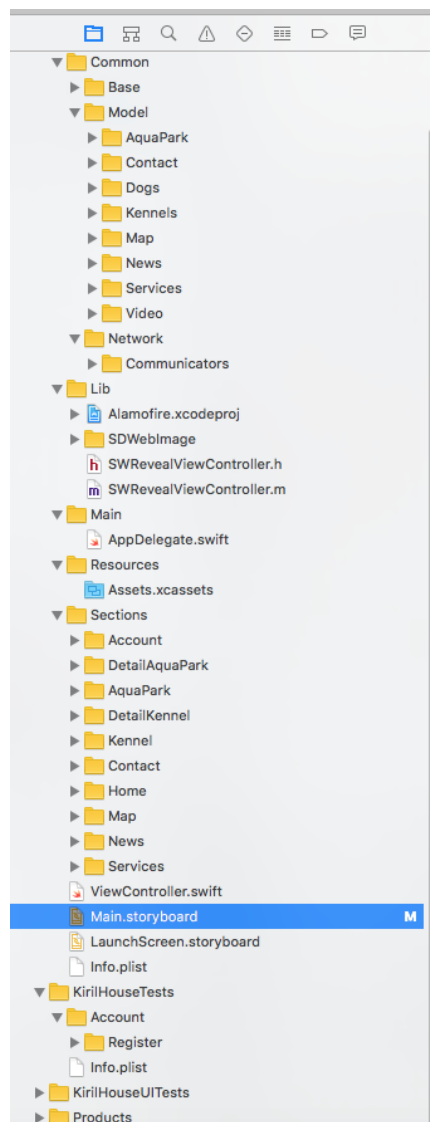 Common
Base
Model
AquaPark
Contact
Dogs
Kennels
Map
News
Services
Video
Network
Communicators
Lib
Alamofire.xcodeproj
SDWebImage
h SWRevealViewController.h
m SWRevealViewController.m
Main
AppDelegate.swift
Resources
Assets.xcassets
Sections
Account
DetailAquaPark
AquaPark
DetailKennel
Kennel
Contact
Home
Map
News
Services
ViewController.swift
Main.storyboard M
LaunchScreen.storyboard
Info.plist
KirilHouseTests
Account
Register
Info.plist
KirilHouseUITests
Products